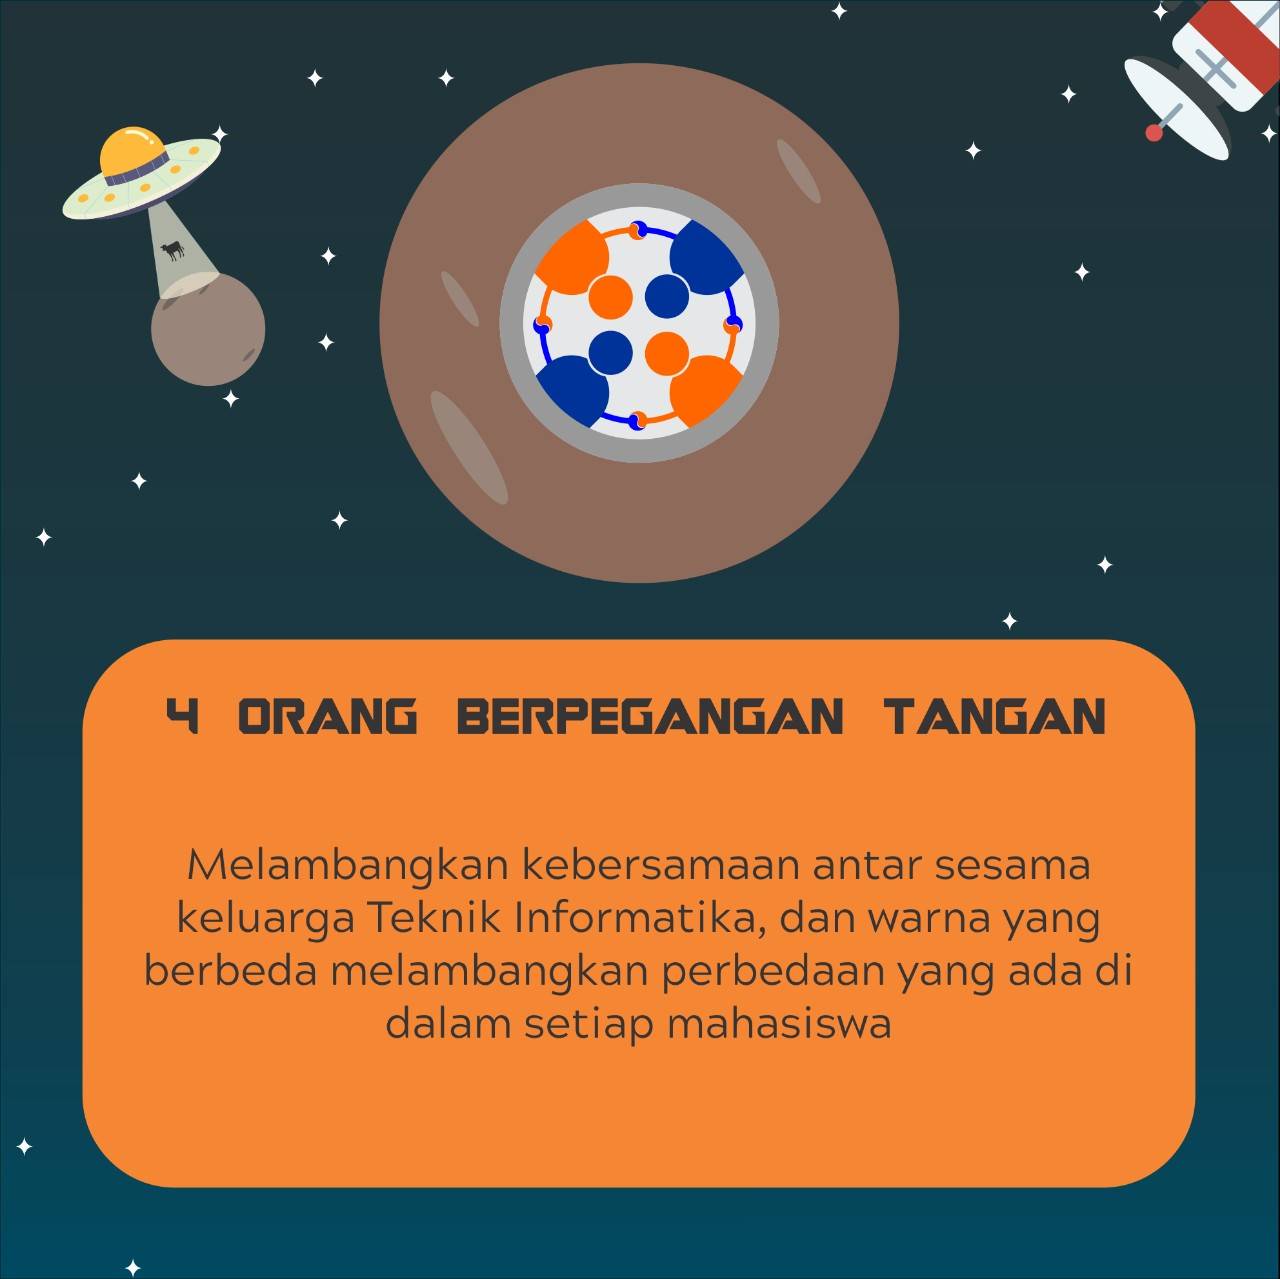 4 ORANG BERPEGANGAN TANGAN
Melambangkan kebersamaan antar sesama
keluarga Teknik Informatika, dan warna yang
berbeda melambangkan perbedaan yang ada di
dalam setiap mahasiswa